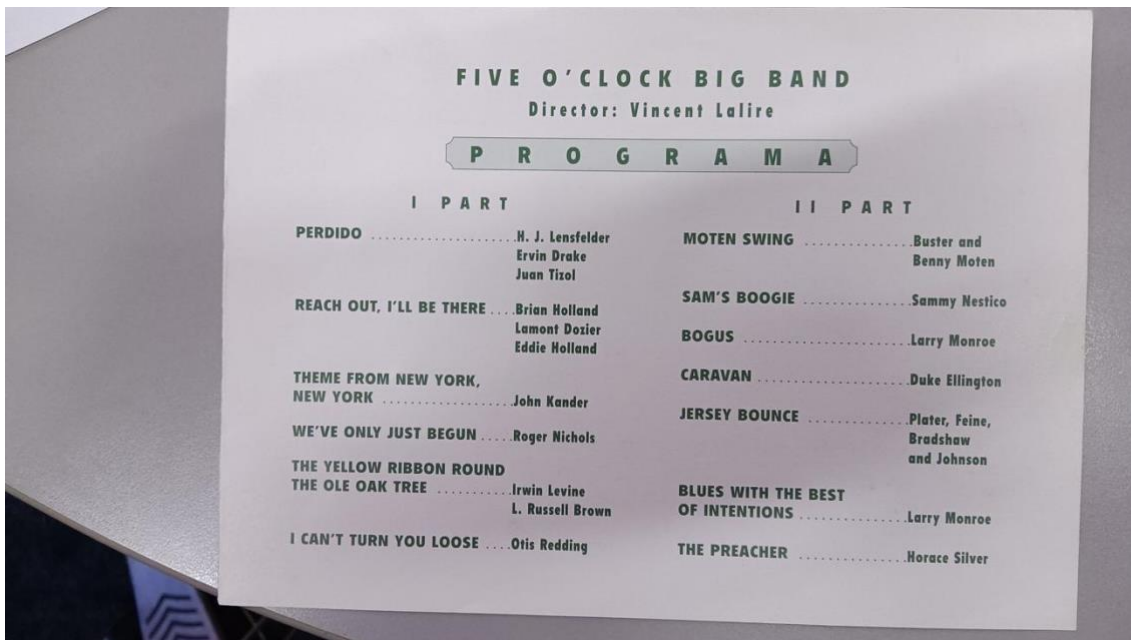 FIVE O'CLOCK BIG BAND
Director: Vincent Lalire
PROGRAMA
I PART
PERDIDO ....................H. J. Lensfelder
Ervin Drake
Juan Tizol
REACH OUT, I'LL BE THERE ....Brian Holland
Lamont Dozier
Eddie Holland
THEME FROM NEW YORK,
NEW YORK ..................John Kander
WE'VE ONLY JUST BEGUN .....Roger Nichols
THE YELLOW RIBBON ROUND
THE OLE OAK TREE ..........Irwin Levine
L. Russell Brown
I CAN'T TURN YOU LOOSE ....Otis Redding
II PART
MOTEN SWING ...............Buster and
Benny Moten
SAM'S BOOGIE ...............Sammy Nestico
BOGUS .......................Larry Monroe
CARAVAN .....................Duke Ellington
JERSEY BOUNCE ...............Plater, Feine,
Bradshaw
and Johnson
BLUES WITH THE BEST
OF INTENTIONS ...............Larry Monroe
THE PREACHER ...............Horace Silver